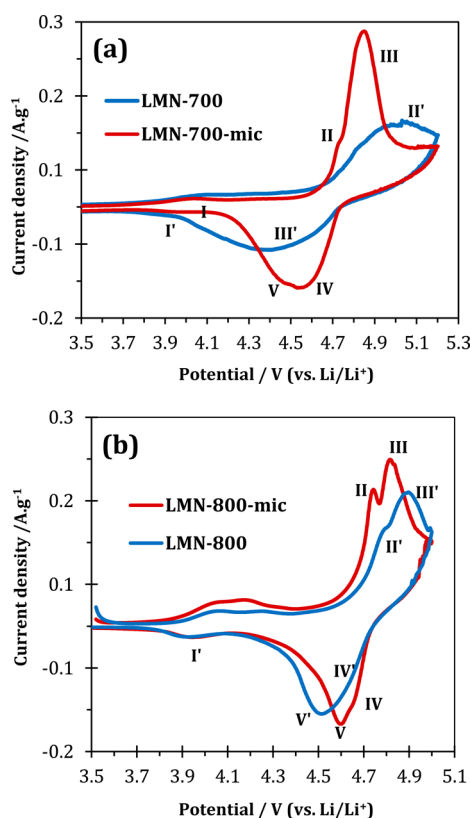 (a)
0.3
0.2
0.1
-0.1
-0.2
Current density /A.g⁻¹
LMN-700
LMN-700-mic
III
II
II'
I
I'
III'
V
IV
3.5 3.7 3.9 4.1 4.3 4.5 4.7 4.9 5.1 5.3
Potential / V (vs. Li/Li⁺)
(b)
0.3
0.2
0.1
-0.1
-0.2
Current density /A.g⁻¹
LMN-800-mic
LMN-800
III
II
III'
II'
I'
IV'
V'
IV
V
3.5 3.7 3.9 4.1 4.3 4.5 4.7 4.9 5.1
Potential / V (vs. Li/Li⁺)